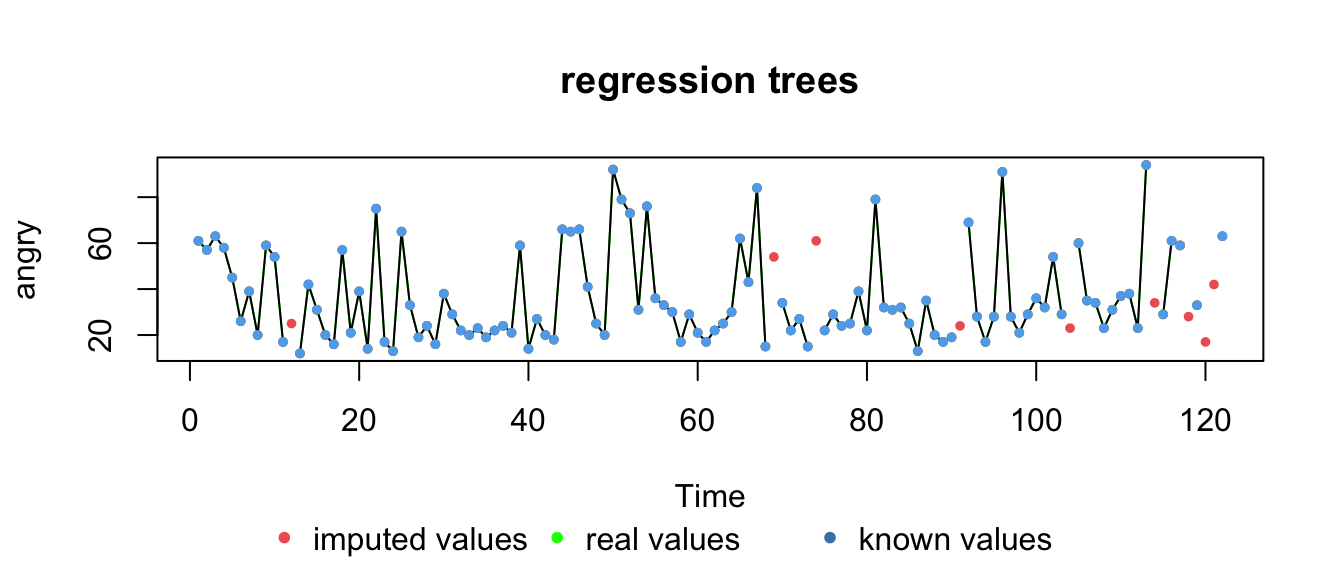 regression trees
angry
60
20
0 20 40 60 80 100 120
Time
imputed values real values known values